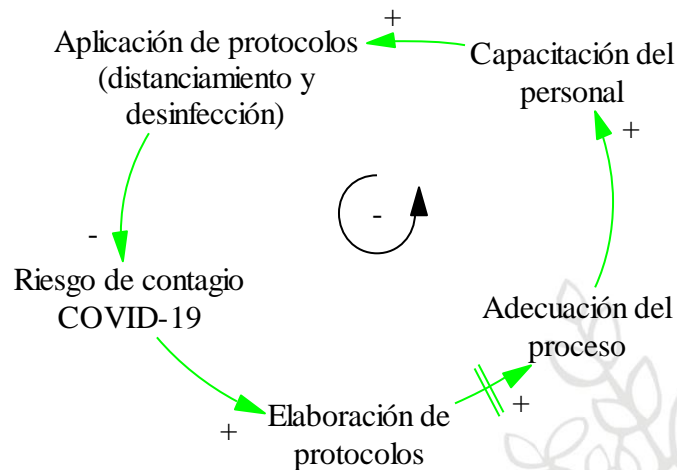 +
Aplicación de protocolos
(distanciamiento y
desinfección)
Capacitación del
personal
+
-
-
Riesgo de contagio
COVID-19
Adecuación del
proceso
+
Elaboración de
protocolos
+